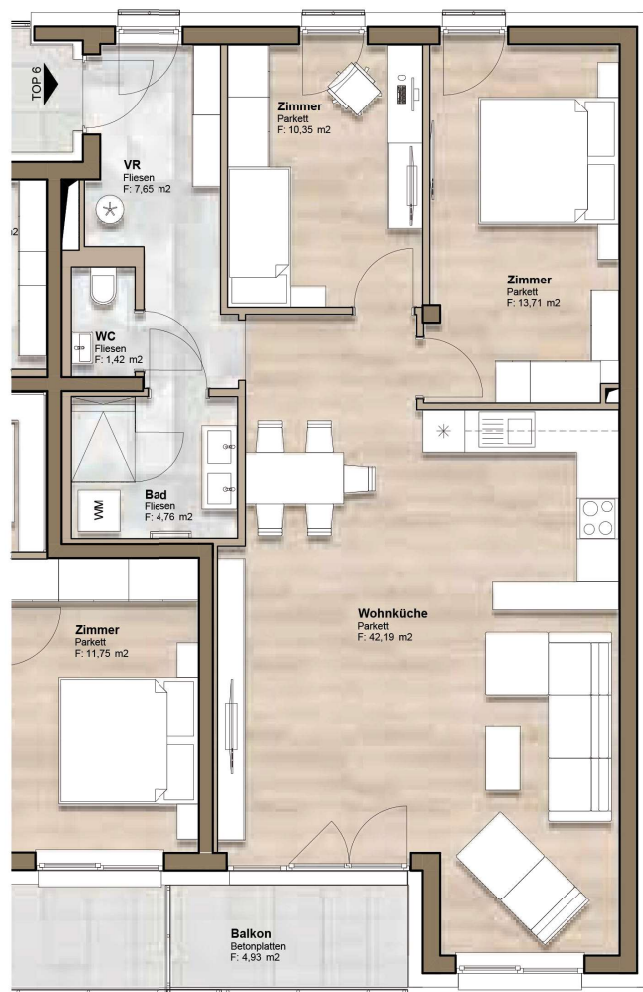 TOP 6
Zimmer
Parkett
F: 10,35 m2
VR
Fliesen
F: 7,65 m2
m2
Zimmer
Parkett
F: 13,71 m2
WC
Fliesen
F: 1,42 m2
Bad
Fliesen
F: 4,76 m2
WM
Wohnküche
Parkett
F: 42,19 m2
Zimmer
Parkett
F: 11,75 m2
Balkon
Betonplatten
F: 4,93 m2